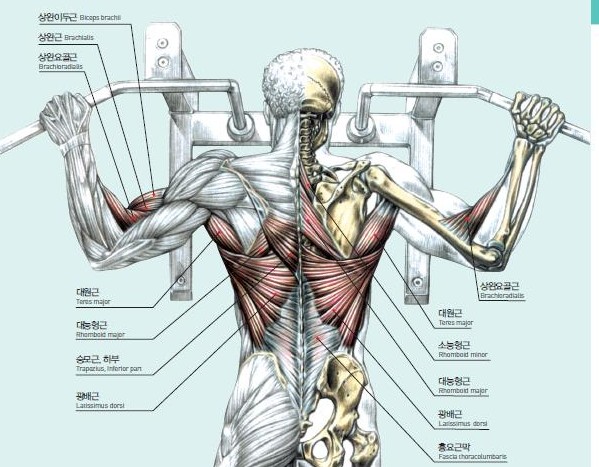 상완이두근 Biceps brachii
상완근 Brachialis
상완요골근
Brachioradialis
대원근
Teres major
대능형근
Rhomboid major
승모근, 하부
Trapezius, inferior part
광배근
Latissimus dorsi
상완요골근
Brachioradialis
대원근
Teres major
소능형근
Rhomboid minor
대능형근
Rhomboid major
광배근
Latissimus dorsi
흉요근막
Fascia thoracolumbaris